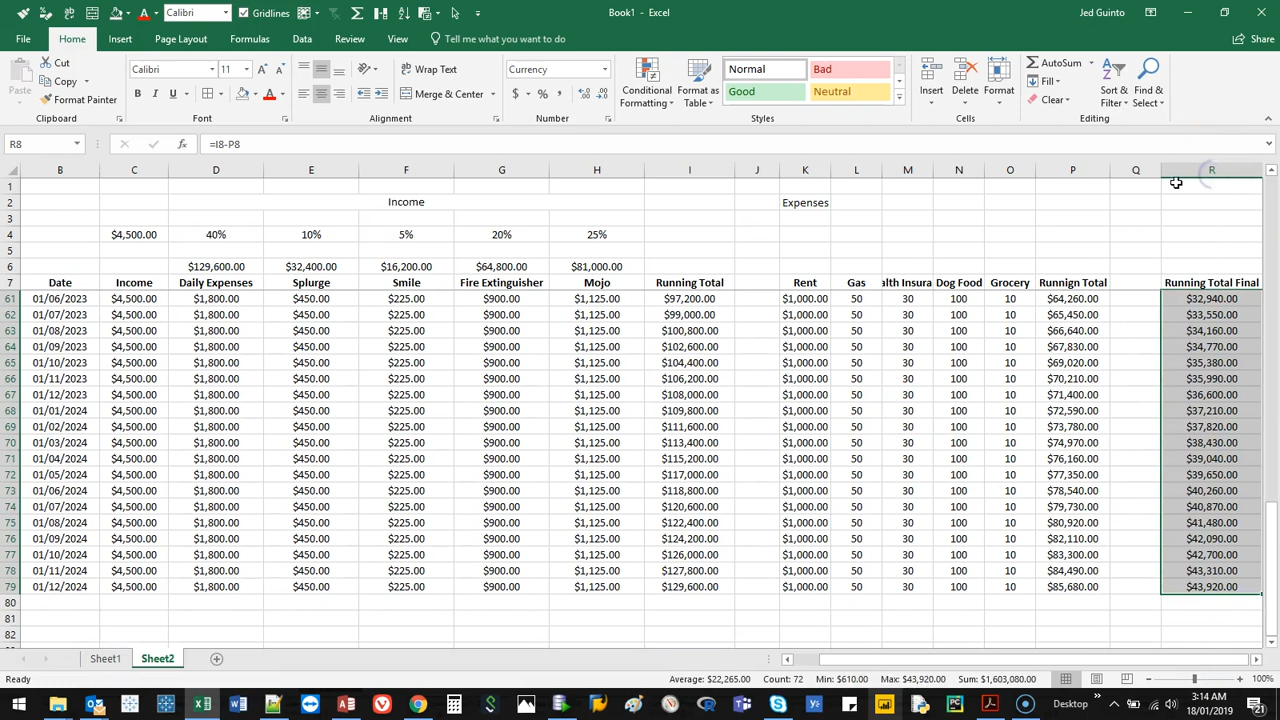 Calibri Gridlines Book1 - Excel Jed Guinto
File Home Insert Page Layout Formulas Data Review View Tell me what you want to do Share
Paste Cut Copy Format Painter Clipboard
Calibri 11 B I U Font
Wrap Text Merge & Center Alignment
Currency $ % , Number
Conditional Formatting Format as Table Normal Bad Good Neutral Styles
Insert Delete Format Cells
AutoSum Fill Clear Sort & Filter Find & Select Editing
R8 fx =I8-P8
B C D E F G H I J K L M N O P Q R
1
2 Income Expenses
3
4 $4,500.00 40% 10% 5% 20% 25%
5
6 $129,600.00 $32,400.00 $16,200.00 $64,800.00 $81,000.00
7 Date Income Daily Expenses Splurge Smile Fire Extinguisher Mojo Running Total Rent Gas alth Insura Dog Food Grocery Runnign Total Running Total Final
61 01/06/2023 $4,500.00 $1,800.00 $450.00 $225.00 $900.00 $1,125.00 $97,200.00 $1,000.00 50 30 100 10 $64,260.00 $32,940.00
62 01/07/2023 $4,500.00 $1,800.00 $450.00 $225.00 $900.00 $1,125.00 $99,000.00 $1,000.00 50 30 100 10 $65,450.00 $33,550.00
63 01/08/2023 $4,500.00 $1,800.00 $450.00 $225.00 $900.00 $1,125.00 $100,800.00 $1,000.00 50 30 100 10 $66,640.00 $34,160.00
64 01/09/2023 $4,500.00 $1,800.00 $450.00 $225.00 $900.00 $1,125.00 $102,600.00 $1,000.00 50 30 100 10 $67,830.00 $34,770.00
65 01/10/2023 $4,500.00 $1,800.00 $450.00 $225.00 $900.00 $1,125.00 $104,400.00 $1,000.00 50 30 100 10 $69,020.00 $35,380.00
66 01/11/2023 $4,500.00 $1,800.00 $450.00 $225.00 $900.00 $1,125.00 $106,200.00 $1,000.00 50 30 100 10 $70,210.00 $35,990.00
67 01/12/2023 $4,500.00 $1,800.00 $450.00 $225.00 $900.00 $1,125.00 $108,000.00 $1,000.00 50 30 100 10 $71,400.00 $36,600.00
68 01/01/2024 $4,500.00 $1,800.00 $450.00 $225.00 $900.00 $1,125.00 $109,800.00 $1,000.00 50 30 100 10 $72,590.00 $37,210.00
69 01/02/2024 $4,500.00 $1,800.00 $450.00 $225.00 $900.00 $1,125.00 $111,600.00 $1,000.00 50 30 100 10 $73,780.00 $37,820.00
70 01/03/2024 $4,500.00 $1,800.00 $450.00 $225.00 $900.00 $1,125.00 $113,400.00 $1,000.00 50 30 100 10 $74,970.00 $38,430.00
71 01/04/2024 $4,500.00 $1,800.00 $450.00 $225.00 $900.00 $1,125.00 $115,200.00 $1,000.00 50 30 100 10 $76,160.00 $39,040.00
72 01/05/2024 $4,500.00 $1,800.00 $450.00 $225.00 $900.00 $1,125.00 $117,000.00 $1,000.00 50 30 100 10 $77,350.00 $39,650.00
73 01/06/2024 $4,500.00 $1,800.00 $450.00 $225.00 $900.00 $1,125.00 $118,800.00 $1,000.00 50 30 100 10 $78,540.00 $40,260.00
74 01/07/2024 $4,500.00 $1,800.00 $450.00 $225.00 $900.00 $1,125.00 $120,600.00 $1,000.00 50 30 100 10 $79,730.00 $40,870.00
75 01/08/2024 $4,500.00 $1,800.00 $450.00 $225.00 $900.00 $1,125.00 $122,400.00 $1,000.00 50 30 100 10 $80,920.00 $41,480.00
76 01/09/2024 $4,500.00 $1,800.00 $450.00 $225.00 $900.00 $1,125.00 $124,200.00 $1,000.00 50 30 100 10 $82,110.00 $42,090.00
77 01/10/2024 $4,500.00 $1,800.00 $450.00 $225.00 $900.00 $1,125.00 $126,000.00 $1,000.00 50 30 100 10 $83,300.00 $42,700.00
78 01/11/2024 $4,500.00 $1,800.00 $450.00 $225.00 $900.00 $1,125.00 $127,800.00 $1,000.00 50 30 100 10 $84,490.00 $43,310.00
79 01/12/2024 $4,500.00 $1,800.00 $450.00 $225.00 $900.00 $1,125.00 $129,600.00 $1,000.00 50 30 100 10 $85,680.00 $43,920.00
80
81
82
Sheet1 Sheet2
Ready Average: $22,265.00 Count: 72 Min: $610.00 Max: $43,920.00 Sum: $1,603,080.00 100%
Desktop 3:14 AM
18/01/2019